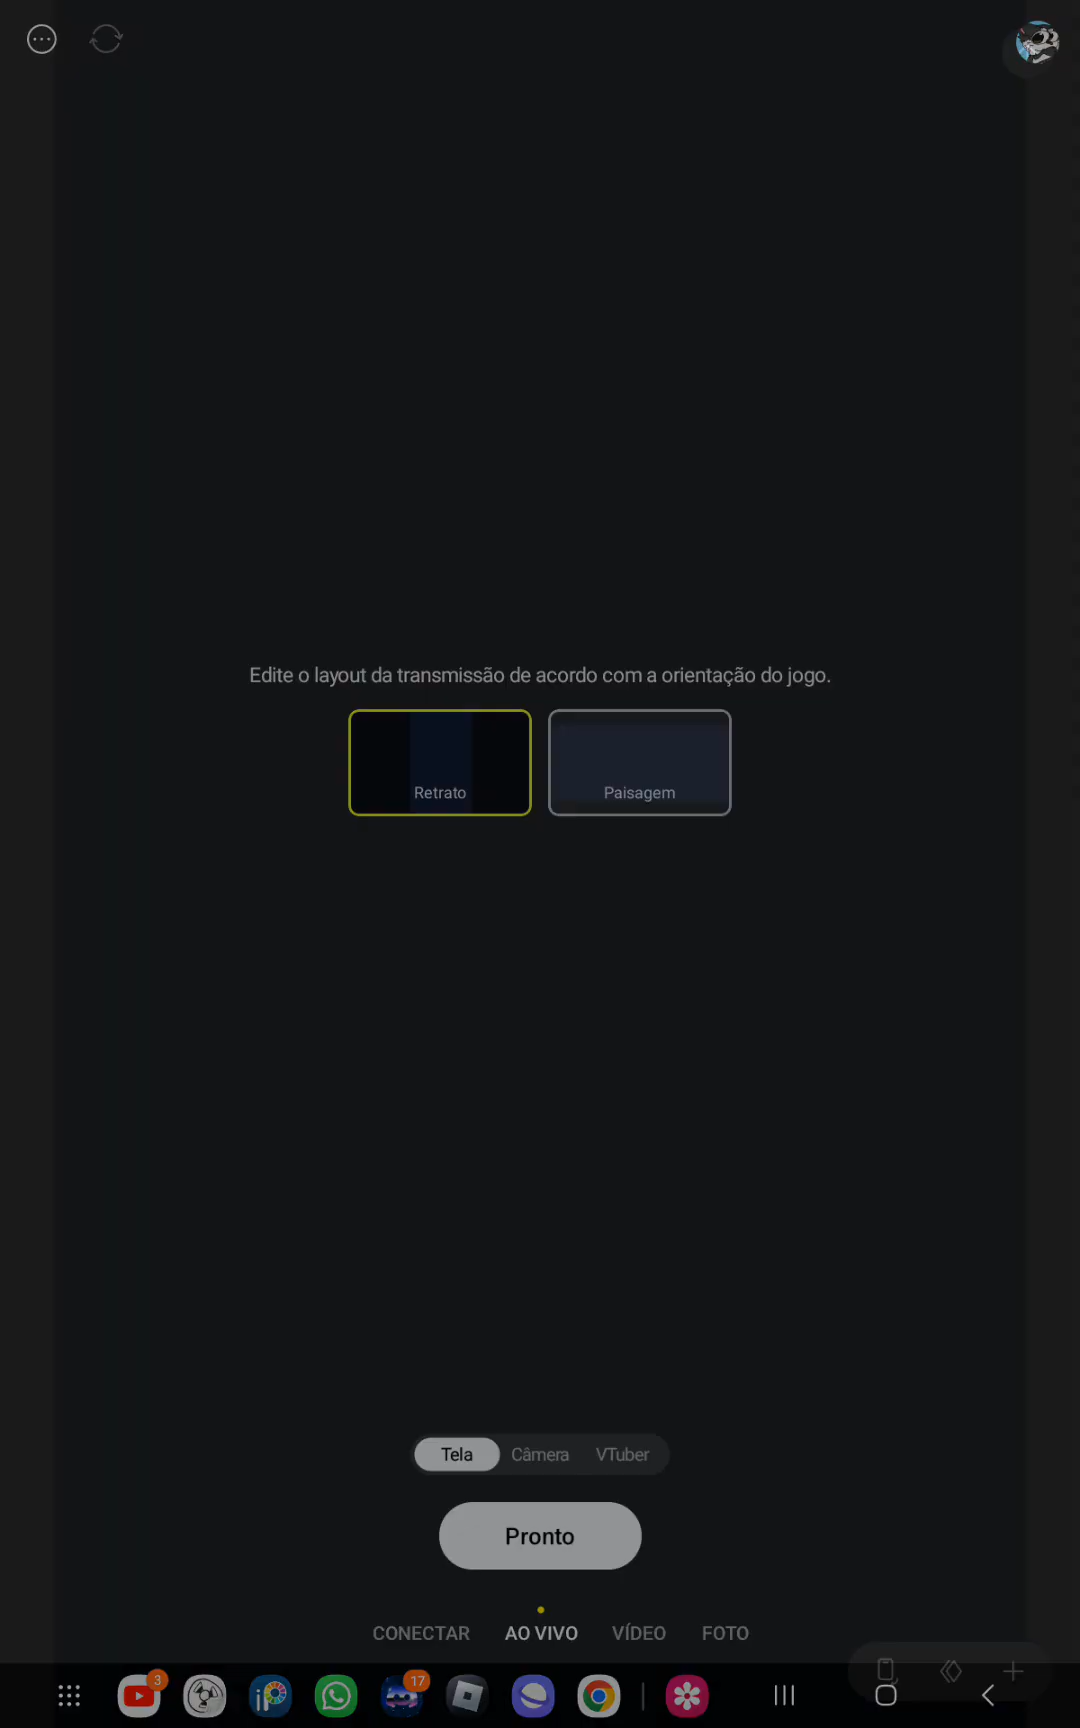 Edite o layout da transmissão de acordo com a orientação do jogo.
Retrato
Paisagem
Tela
Câmera
VTuber
Pronto
CONECTAR
AO VIVO
VÍDEO
FOTO
3
iP
17